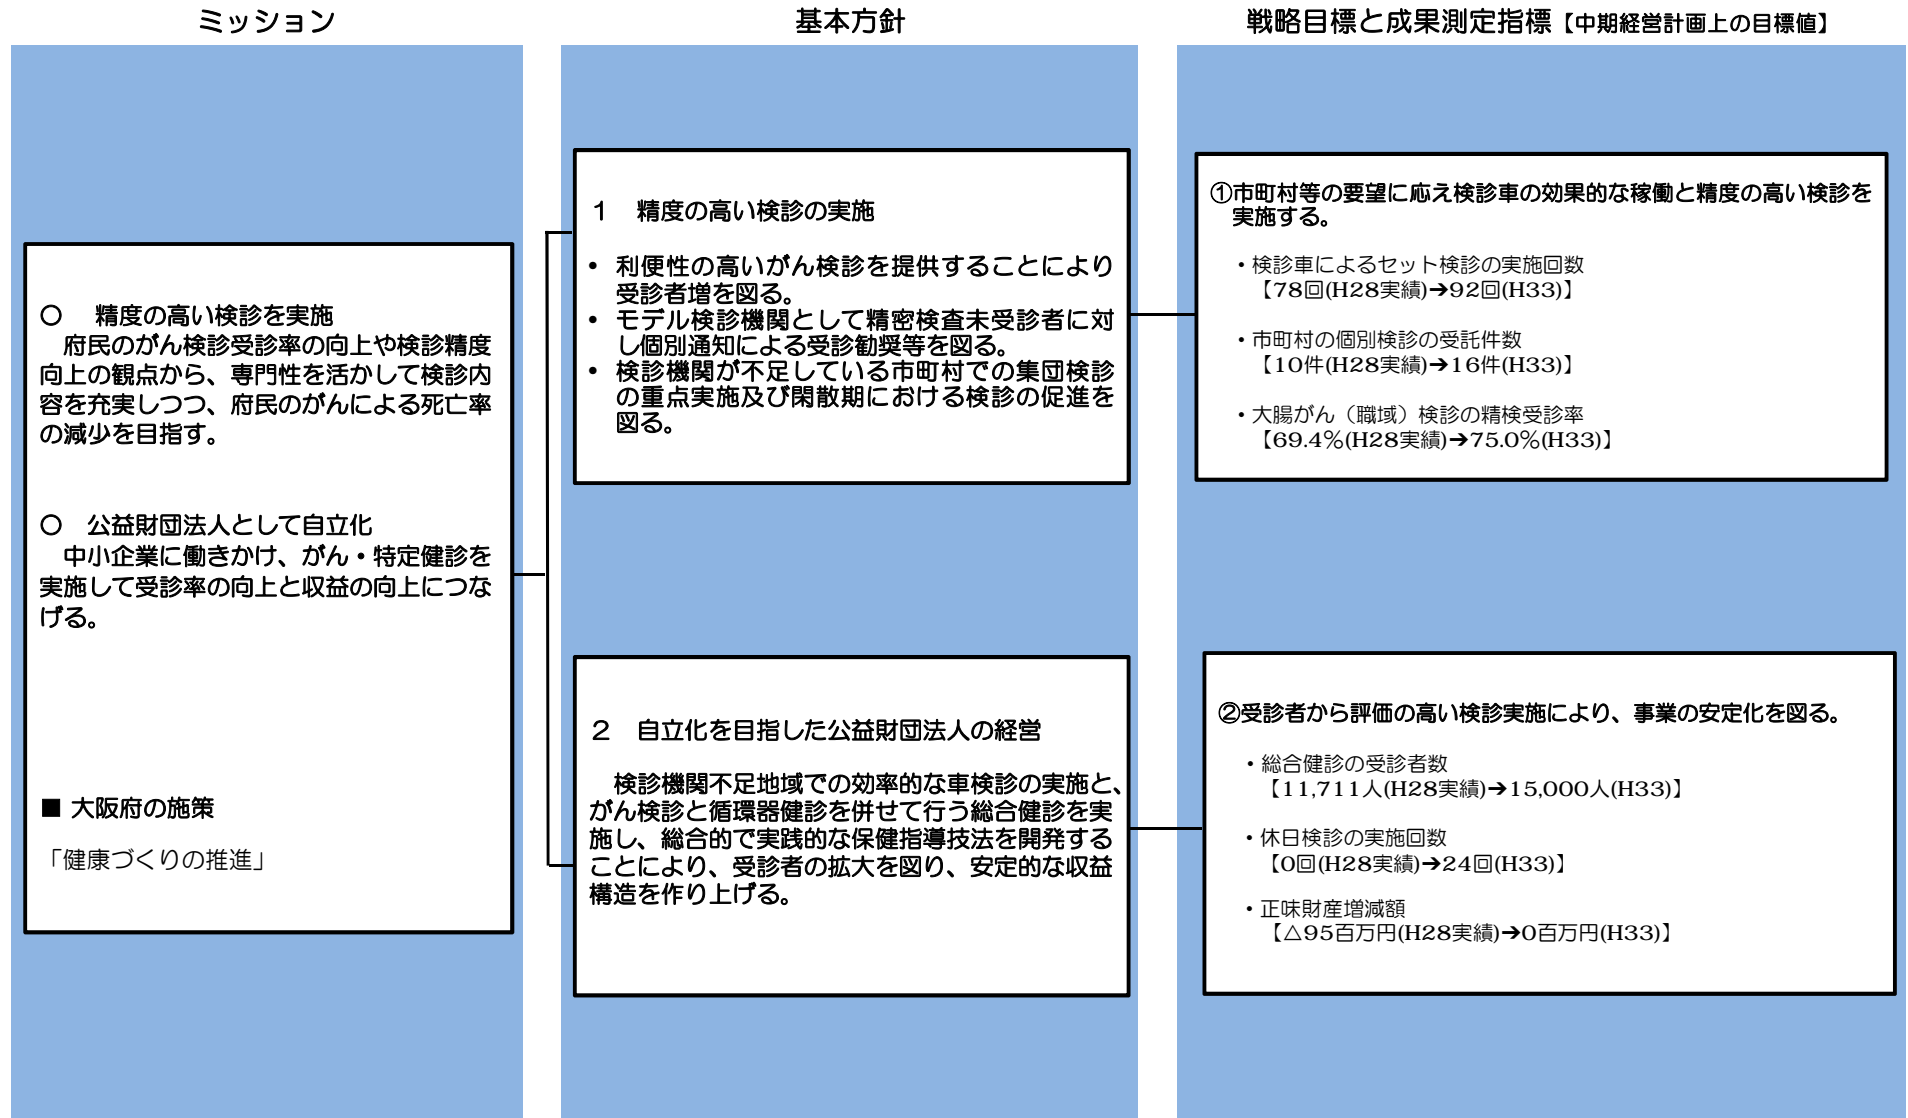 ミッション
○　精度の高い検診を実施
府民のがん検診受診率の向上や検診精度
向上の観点から、専門性を活かして検診内
容を充実しつつ、府民のがんによる死亡率
の減少を目指す。
○　公益財団法人として自立化
中小企業に働きかけ、がん・特定健診を
実施して受診率の向上と収益の向上につな
げる。
■ 大阪府の施策
「健康づくりの推進」
基本方針
１　精度の高い検診の実施
• 利便性の高いがん検診を提供することにより
受診者増を図る。
• モデル検診機関として精密検査未受診者に対
し個別通知による受診勧奨等を図る。
• 検診機関が不足している市町村での集団検診
の重点実施及び閑散期における検診の促進を
図る。
２　自立化を目指した公益財団法人の経営
検診機関不足地域での効率的な車検診の実施と、
がん検診と循環器健診を併せて行う総合健診を実
施し、総合的で実践的な保健指導技法を開発する
ことにより、受診者の拡大を図り、安定的な収益
構造を作り上げる。
戦略目標と成果測定指標【中期経営計画上の目標値】
①市町村等の要望に応え検診車の効果的な稼働と精度の高い検診を
実施する。
・検診車によるセット検診の実施回数
【78回(H28実績)➔92回(H33)】
・市町村の個別検診の受託件数
【10件(H28実績)➔16件(H33)】
・大腸がん（職域）検診の精検受診率
【69.4％(H28実績)➔75.0％(H33)】
②受診者から評価の高い検診実施により、事業の安定化を図る。
・総合健診の受診者数
【11,711人(H28実績)➔15,000人(H33)】
・休日検診の実施回数
【0回(H28実績)➔24回(H33)】
・正味財産増減額
【△95百万円(H28実績)➔0百万円(H33)】